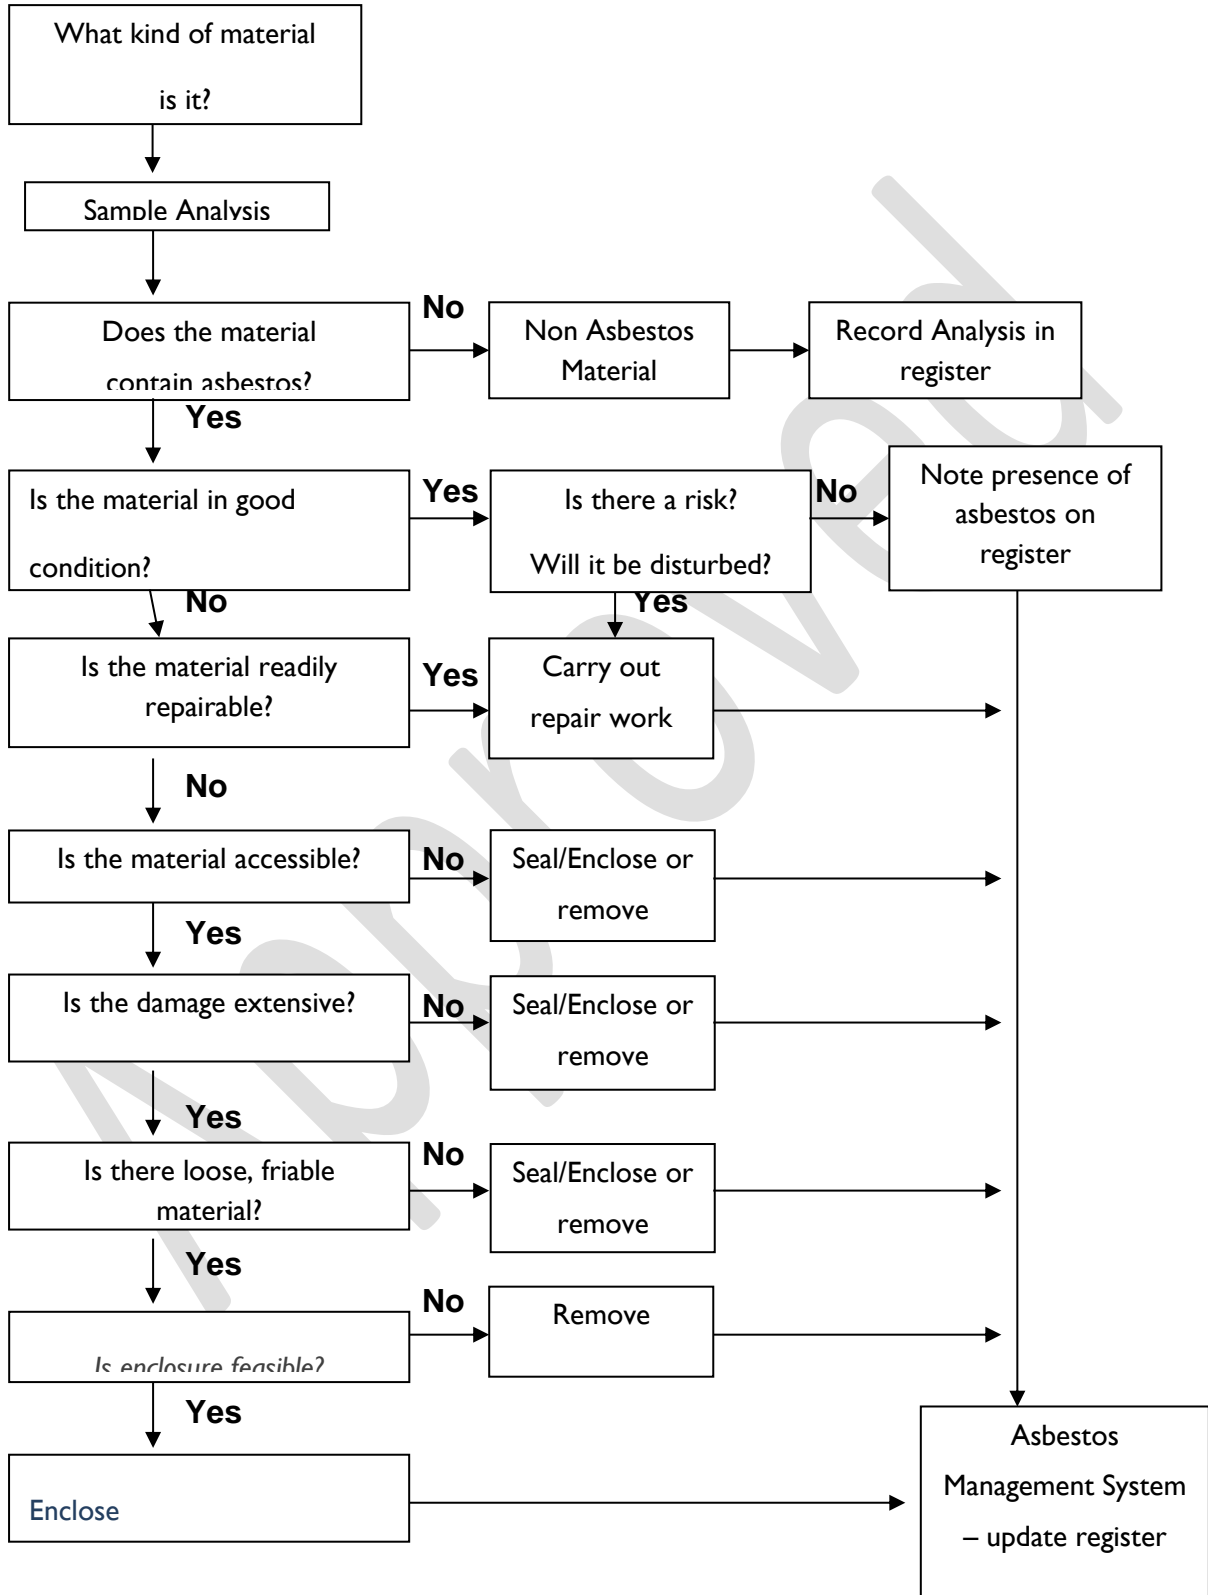 What kind of material
is it?
Sample Analysis
No
Does the material
contain asbestos?
Non Asbestos
Material
Record Analysis in
register
Yes
Is the material in good
condition?
Yes
Is there a risk?
Will it be disturbed?
No
Note presence of
asbestos on
register
No
Yes
Is the material readily
repairable?
Yes
Carry out
repair work
No
Is the material accessible?
No
Seal/Enclose or
remove
Yes
Is the damage extensive?
No
Seal/Enclose or
remove
Yes
Is there loose, friable
material?
No
Seal/Enclose or
remove
Yes
Is enclosure feasible?
No
Remove
Yes
Enclose
Asbestos
Management System
– update register
Approved